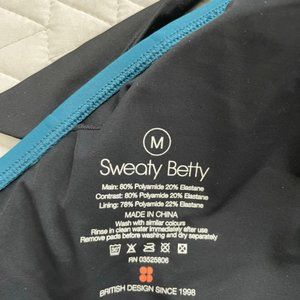 M
Sweaty Betty
Main: 80% Polyamide 20% Elastane
Contrast: 80% Polyamide 20% Elastane
Lining: 78% Polyamide 22% Elastane
MADE IN CHINA
Wash with similar colours
Rinse in clean water immediately after use
Remove pads before washing and dry separately
RN 03525806
BRITISH DESIGN SINCE 1998